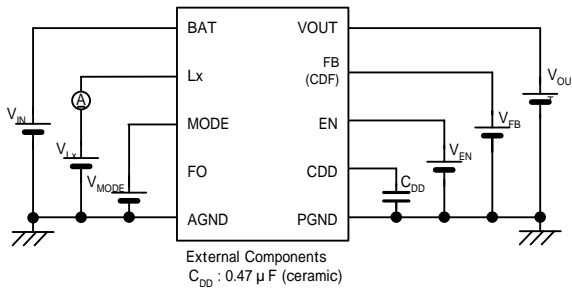 BAT
VOUT
Lx
FB
(CDF)
MODE
EN
FO
CDD
AGND
PGND
A
V_IN
V_Lx
V_MODE
C_DD
V_EN
V_FB
V_OUT
External Components
C_DD : 0.47 μ F (ceramic)